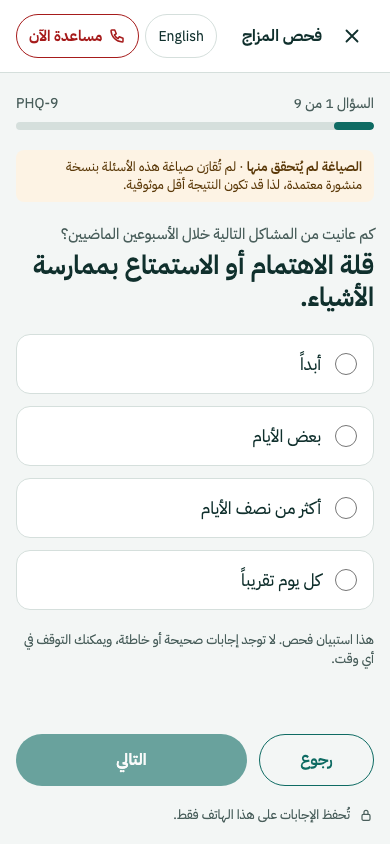 فحص المزاج
English
مساعدة الآن
السؤال 1 من 9
PHQ-9
الصياغة لم يُتحقق منها · لم تُقارَن صياغة هذه الأسئلة بنسخة
منشورة معتمدة، لذا قد تكون النتيجة أقل موثوقية.
كم عانيت من المشاكل التالية خلال الأسبوعين الماضيين؟
قلة الاهتمام أو الاستمتاع بممارسة
الأشياء.
أبداً
بعض الأيام
أكثر من نصف الأيام
كل يوم تقريباً
هذا استبيان فحص. لا توجد إجابات صحيحة أو خاطئة، ويمكنك التوقف في
أي وقت.
رجوع
التالي
تُحفظ الإجابات على هذا الهاتف فقط.